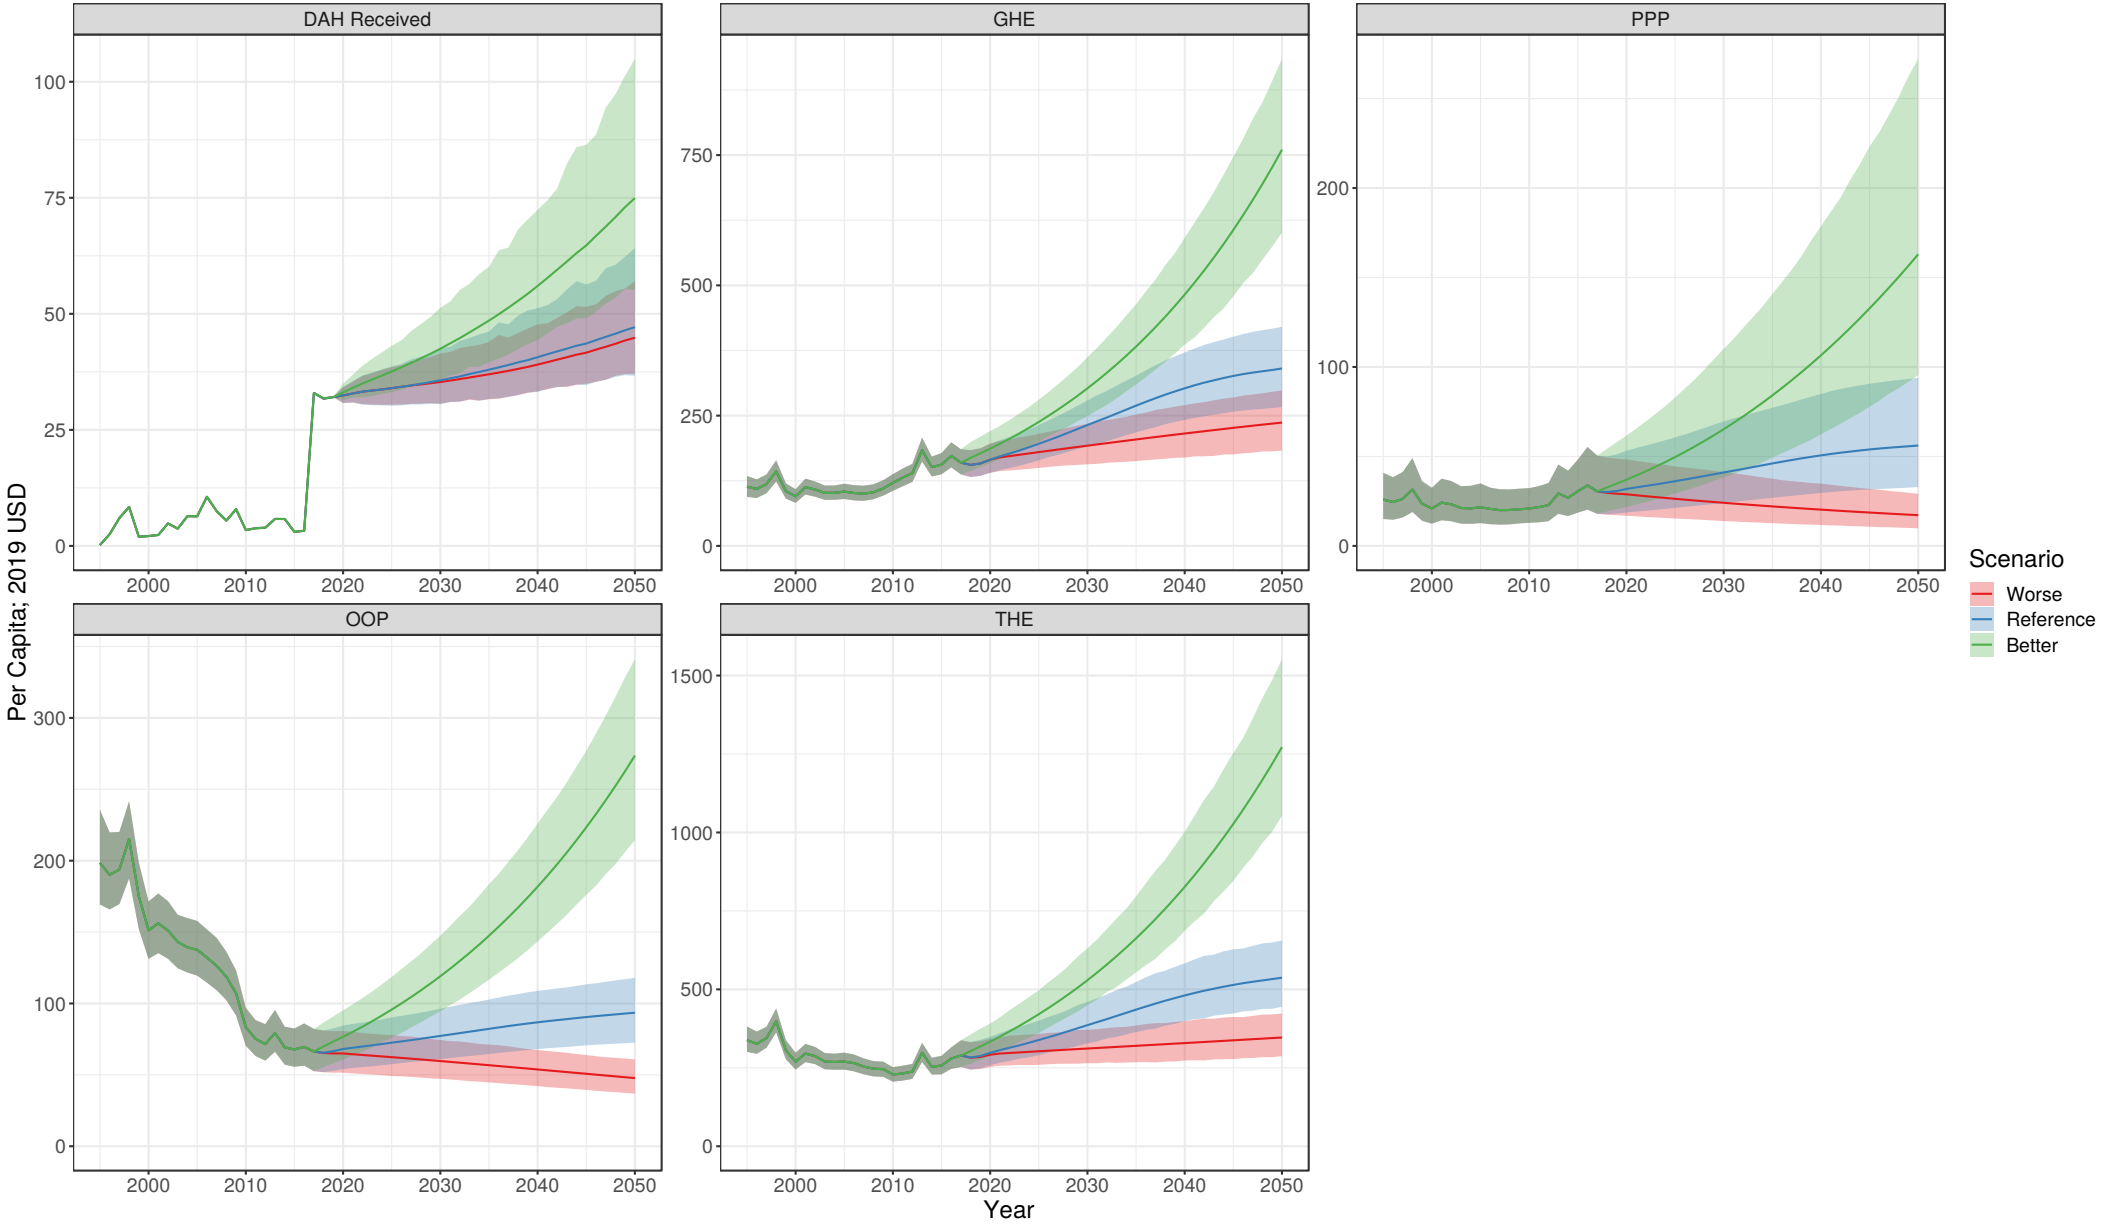 DAH Received
GHE
PPP
100
75
50
25
0
750
500
250
0
200
100
0
2000 2010 2020 2030 2040 2050
2000 2010 2020 2030 2040 2050
2000 2010 2020 2030 2040 2050
OOP
THE
300
200
100
0
1500
1000
500
0
2000 2010 2020 2030 2040 2050
2000 2010 2020 2030 2040 2050
Year
Per Capita; 2019 USD
Scenario
Worse
Reference
Better